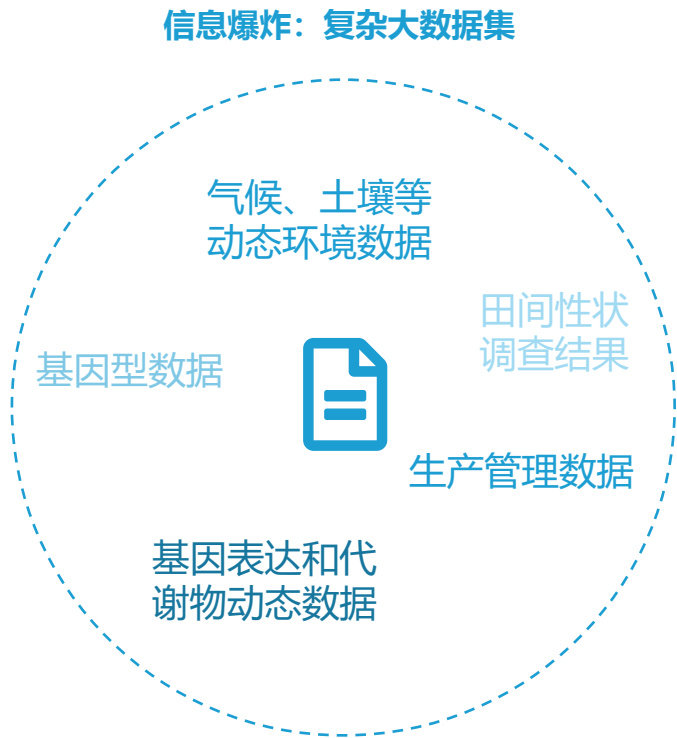 信息爆炸：复杂大数据集
气候、土壤等
动态环境数据
田间性状
调查结果
基因型数据
生产管理数据
基因表达和代
谢物动态数据